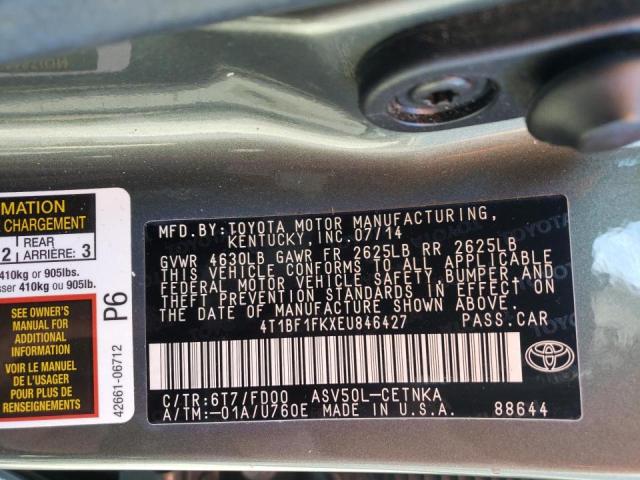 MATION
CHARGEMENT
2 REAR ARRIÈRE: 3
410kg or 905lbs.
sser 410kg ou 905lb.
SEE OWNER'S
MANUAL FOR
ADDITIONAL
INFORMATION
VOIR LE MANUEL
DE L'USAGER
POUR
P6
42661-06712
MFD.BY:TOYOTA MOTOR MANUFACTURING,
KENTUCKY,INC.07/14
GVWR 4630LB GAWR FR 2625LB RR 2625LB
THIS VEHICLE CONFORMS TO ALL APPLICABLE
FEDERAL MOTOR VEHICLE SAFETY, BUMPER, AND
THEFT PREVENTION STANDARDS IN EFFECT ON
THE DATE OF MANUFACTURE SHOWN ABOVE.
4T1BF1FKXEU846427 PASS.CAR
C/TR:6T7/FD00 ASV50L-CETNKA
A/TM:-01A/U760E MADE IN U.S.A. 88644
TOYOTA